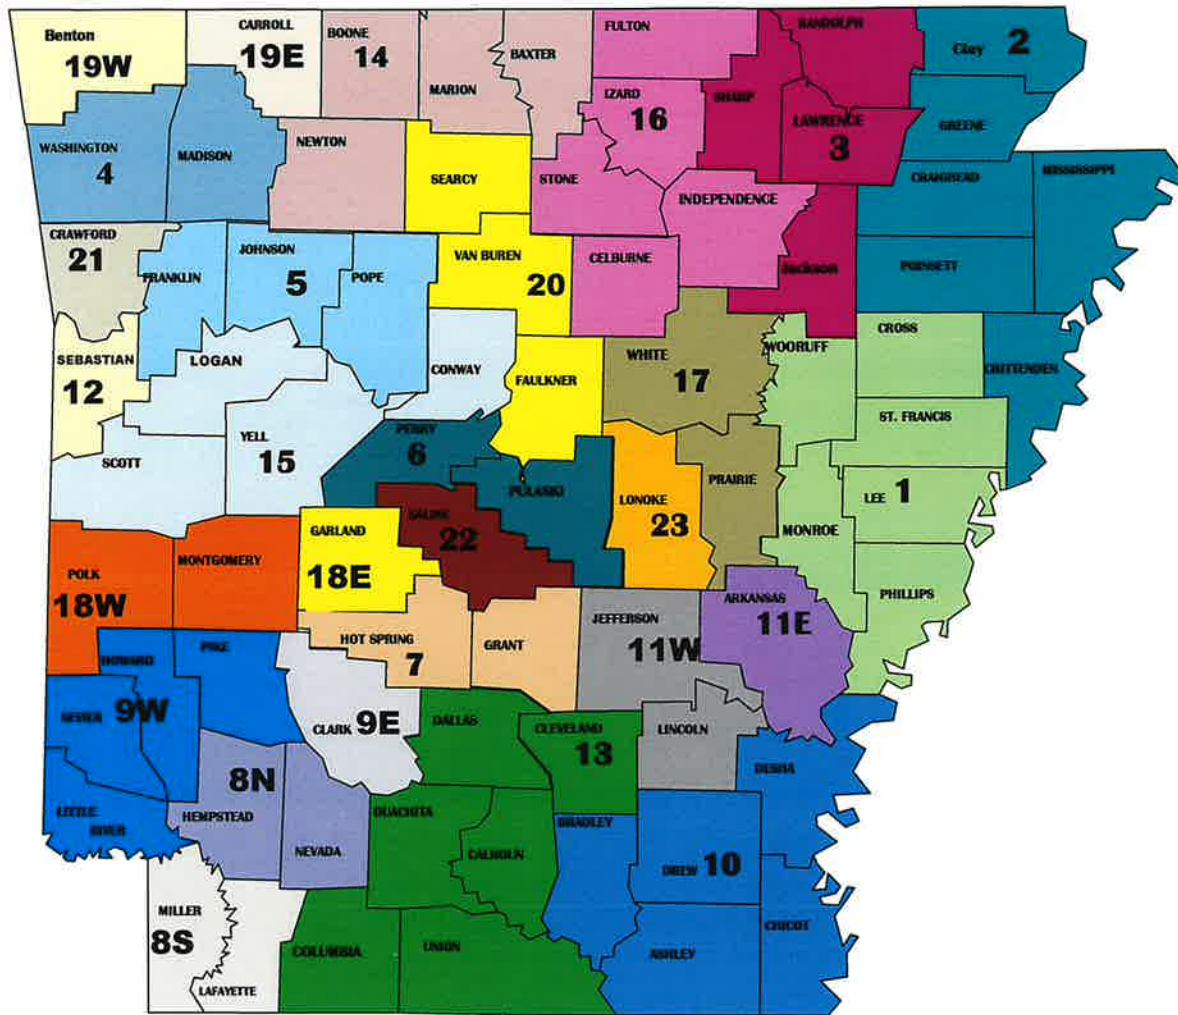 Benton
19W
CARROLL
19E
BOONE
14
MARION
BAXTER
FULTON
IZARD
16
SHARP
RANDOLPH
LAWRENCE
3
Clay 2
GREENE
WASHINGTON
4
MADISON
NEWTON
SEARCY
STONE
INDEPENDENCE
CRAIGHEAD
MISSISSIPPI
CRAWFORD
21
FRANKLIN
JOHNSON
5
POPE
VAN BUREN
20
CELBURNE
Jackson
POINSETT
SEBASTIAN
12
LOGAN
CONWAY
FAULKNER
WHITE
17
WOORUFF
CROSS
CRITTENDEN
ST. FRANCIS
SCOTT
YELL
15
PERRY
6
PULASKI
LONOKE
23
PRAIRIE
MONROE
LEE 1
PHILLIPS
POLK
18W
MONTGOMERY
GARLAND
18E
SALINE
22
HOT SPRING
7
GRANT
JEFFERSON
11W
ARKANSAS
11E
HOWARD
PIKE
SEVIER
9W
CLARK 9E
DALLAS
CLEVELAND
13
LINCOLN
DESHA
LITTLE
RIVER
8N
HEMPSTEAD
NEVADA
OUACHITA
CALHOUN
BRADLEY
DREW 10
CHICOT
MILLER
8S
LAFAYETTE
COLUMBIA
UNION
ASHLEY